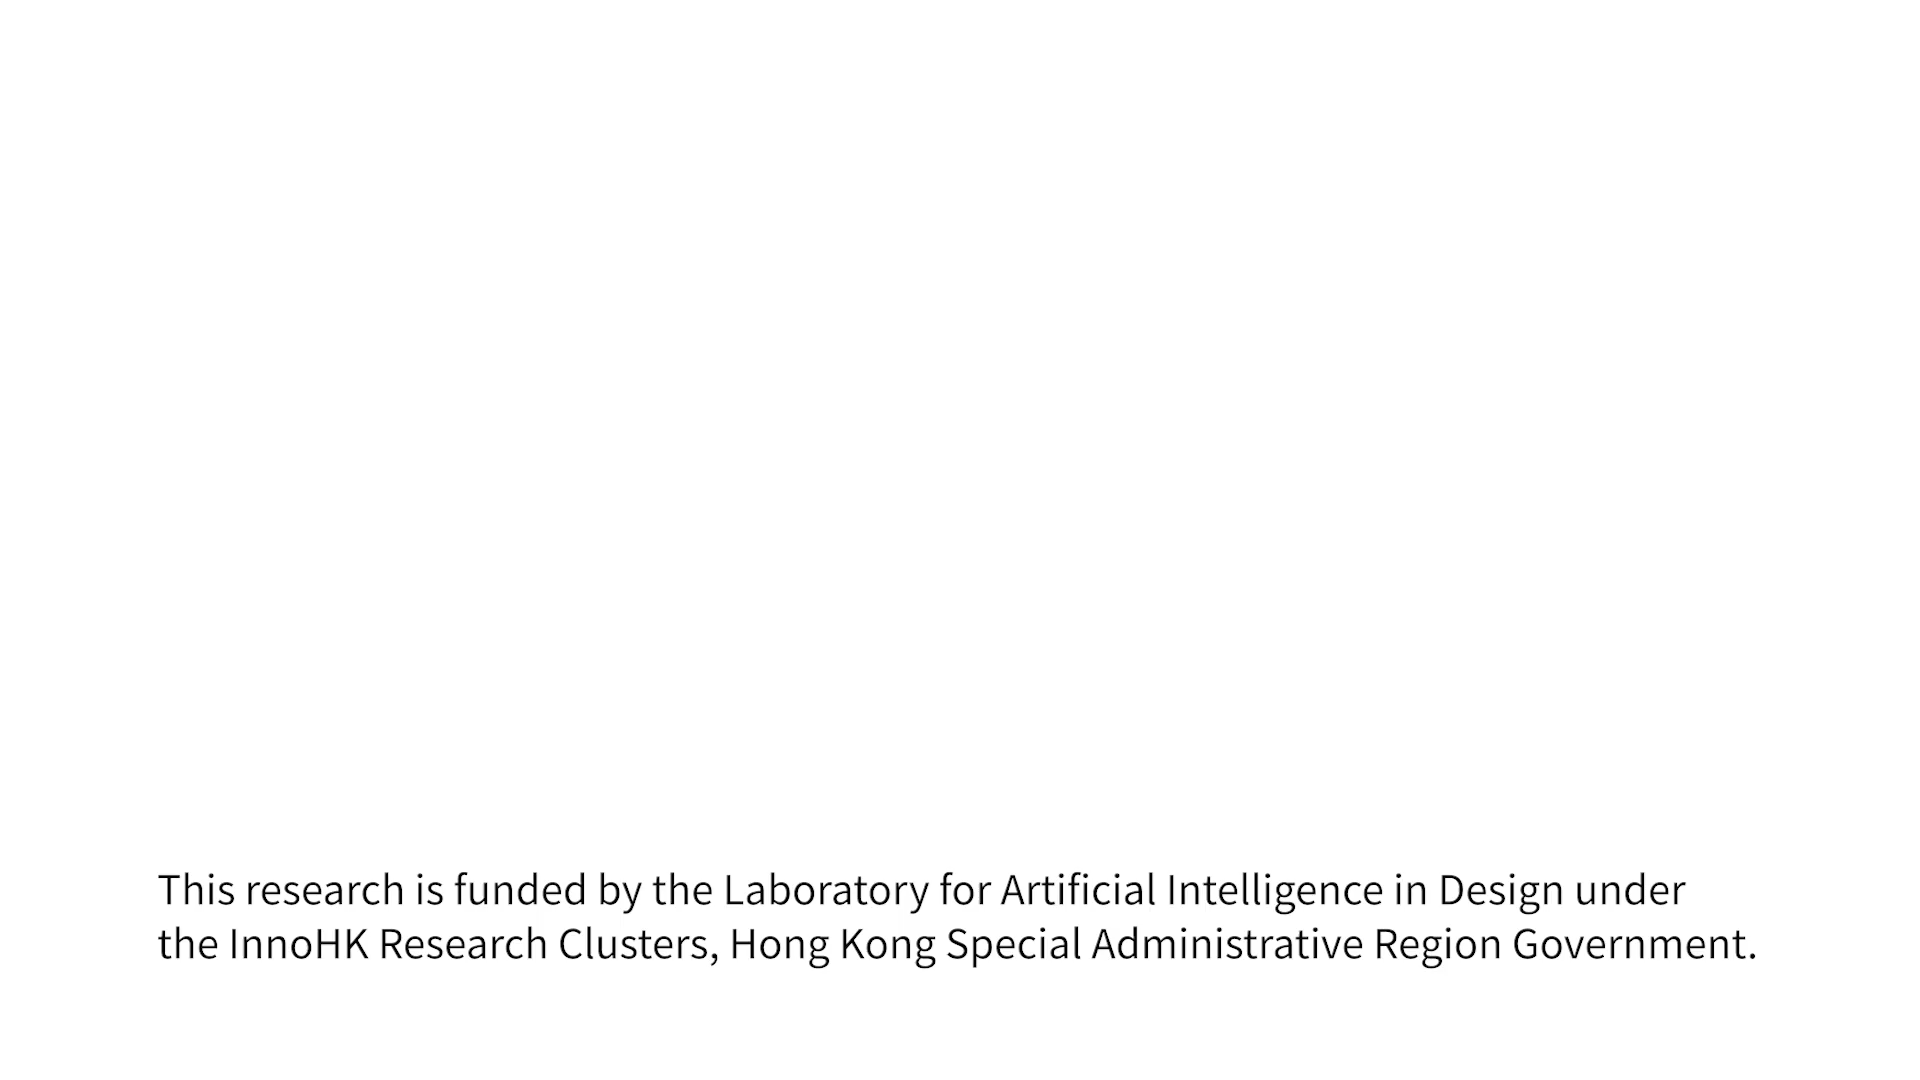 This research is funded by the Laboratory for Artificial Intelligence in Design under
the InnoHK Research Clusters, Hong Kong Special Administrative Region Government.